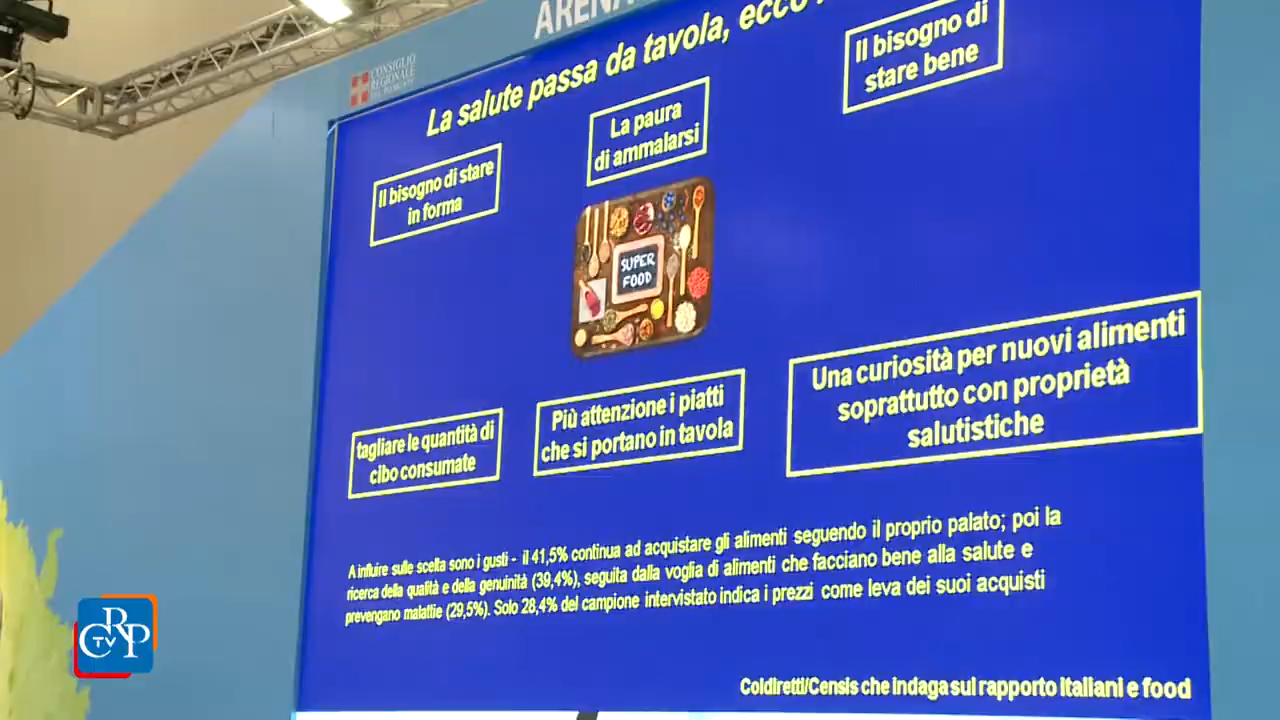 ARENA
CONSIGLIO
REGIONALE
DEL PIEMONTE
La salute passa da tavola, ecco
Il bisogno di
stare bene
La paura
di ammalarsi
Il bisogno di stare
in forma
SUPER
FOOD
Una curiosità per nuovi alimenti
soprattutto con proprietà
salutistiche
Più attenzione i piatti
che si portano in tavola
tagliare le quantità di
cibo consumate
A influire sulle scelta sono i gusti - il 41,5% continua ad acquistare gli alimenti seguendo il proprio palato; poi la
ricerca della qualità e della genuinità (39,4%), seguita dalla voglia di alimenti che facciano bene alla salute e
prevengano malattie (29,5%). Solo 28,4% del campione intervistato indica i prezzi come leva dei suoi acquisti
Coldiretti/Censis che indaga sul rapporto Italiani e food
CRP
TV